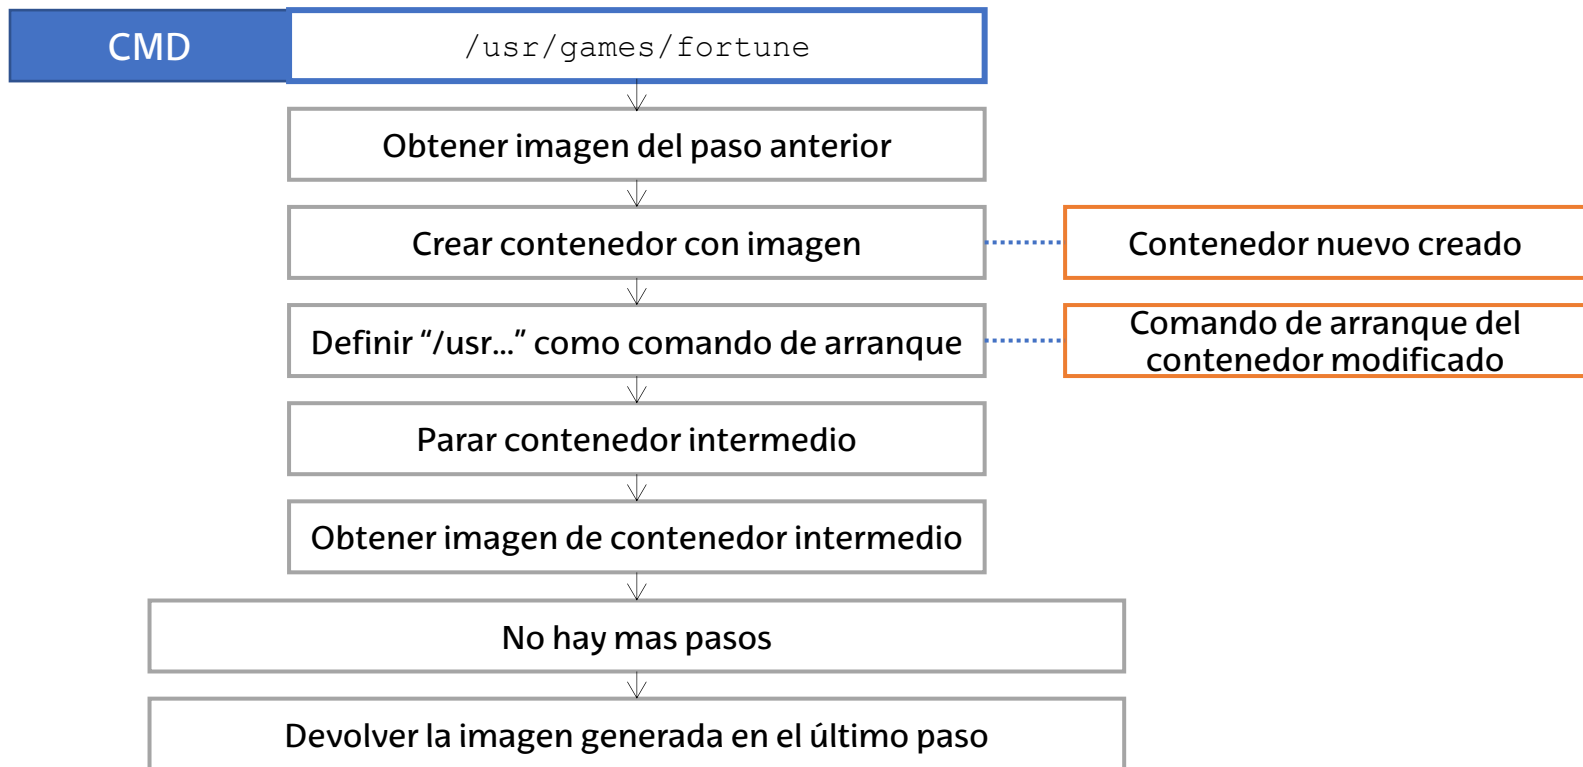 CMD
/usr/games/fortune
Obtener imagen del paso anterior
Crear contenedor con imagen
Contenedor nuevo creado
Definir “/usr...” como comando de arranque
Comando de arranque del
contenedor modificado
Parar contenedor intermedio
Obtener imagen de contenedor intermedio
No hay mas pasos
Devolver la imagen generada en el último paso